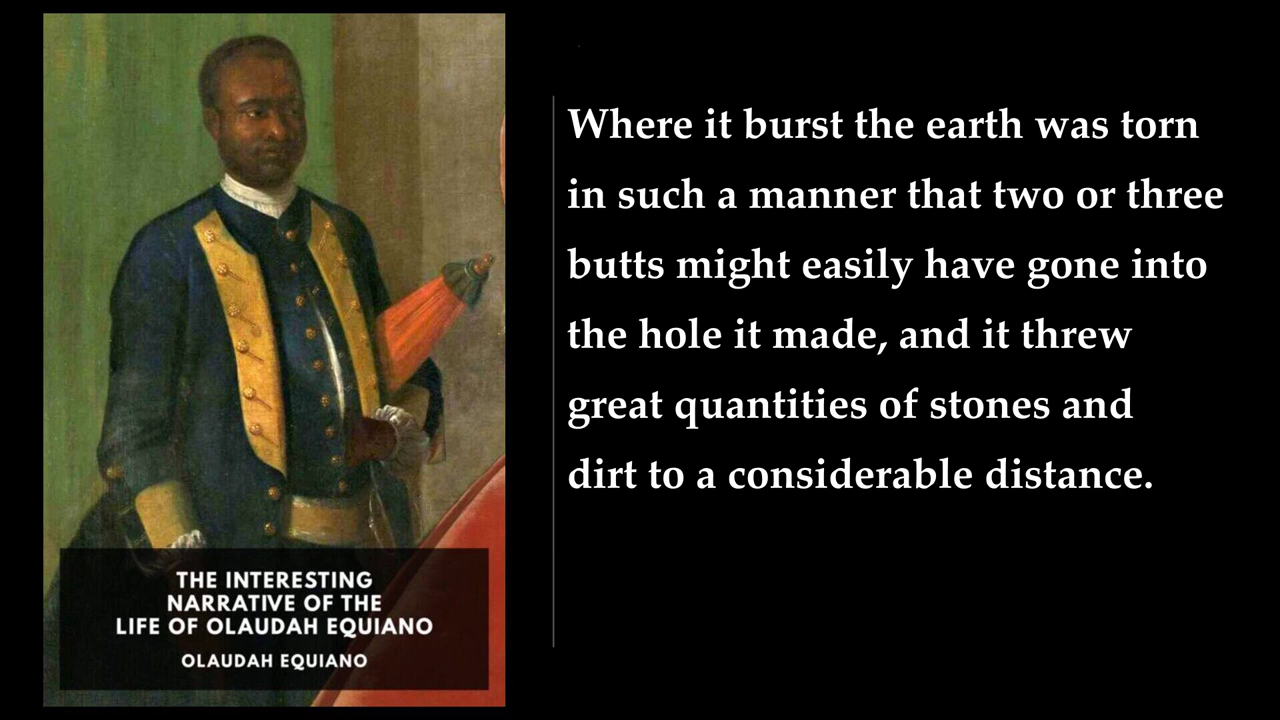 Where it burst the earth was torn
in such a manner that two or three
butts might easily have gone into
the hole it made, and it threw
great quantities of stones and
dirt to a considerable distance.
THE INTERESTING
NARRATIVE OF THE
LIFE OF OLAUDAH EQUIANO
OLAUDAH EQUIANO